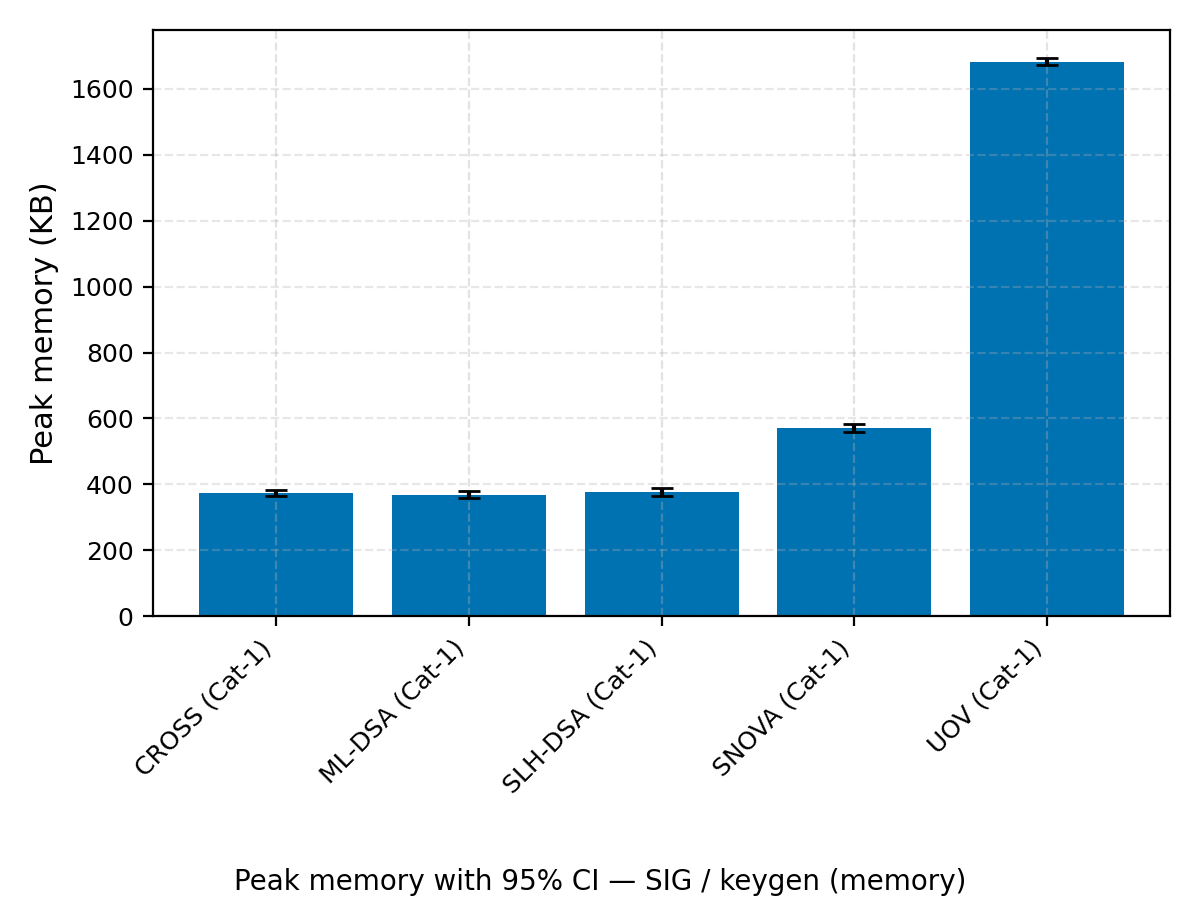 Peak memory (KB)
1600
1400
1200
1000
800
600
400
200
0
CROSS (Cat-1)
ML-DSA (Cat-1)
SLH-DSA (Cat-1)
SNOVA (Cat-1)
UOV (Cat-1)
Peak memory with 95% CI — SIG / keygen (memory)